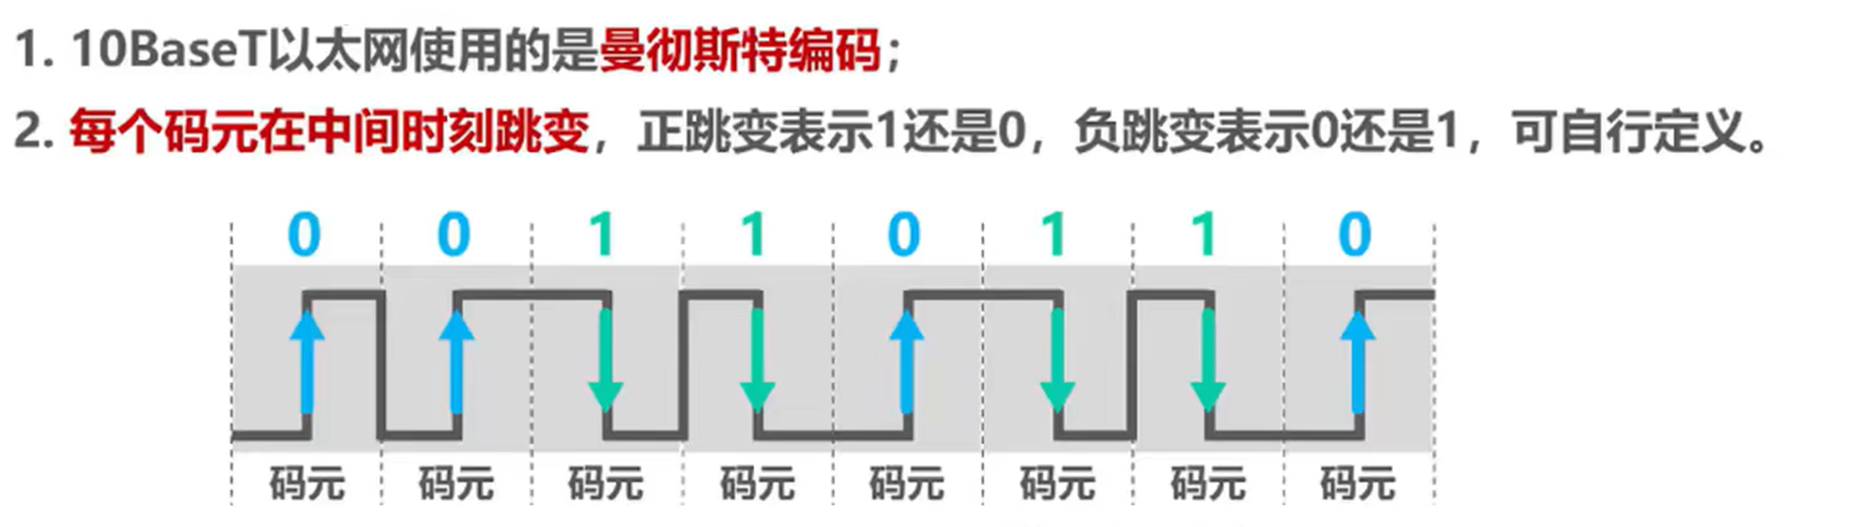 1. 10BaseT以太网使用的是曼彻斯特编码；
2. 每个码元在中间时刻跳变，正跳变表示1还是0，负跳变表示0还是1，可自行定义。
0 0 1 1 0 1 1 0
码元 码元 码元 码元 码元 码元 码元 码元